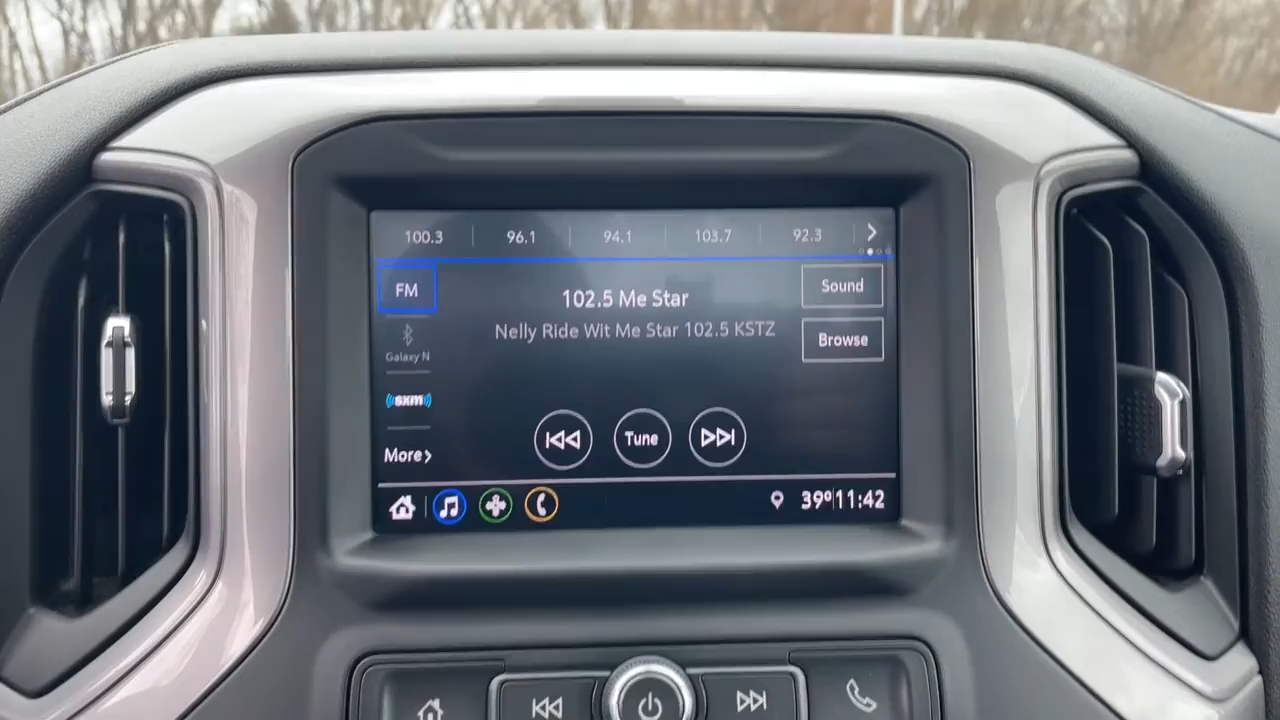 100.3 96.1 94.1 103.7 92.3
FM
102.5 Me Star
Sound
Nelly Ride Wit Me Star 102.5 KSTZ
Browse
Galaxy N
sxm
Tune
More
39° 11:42